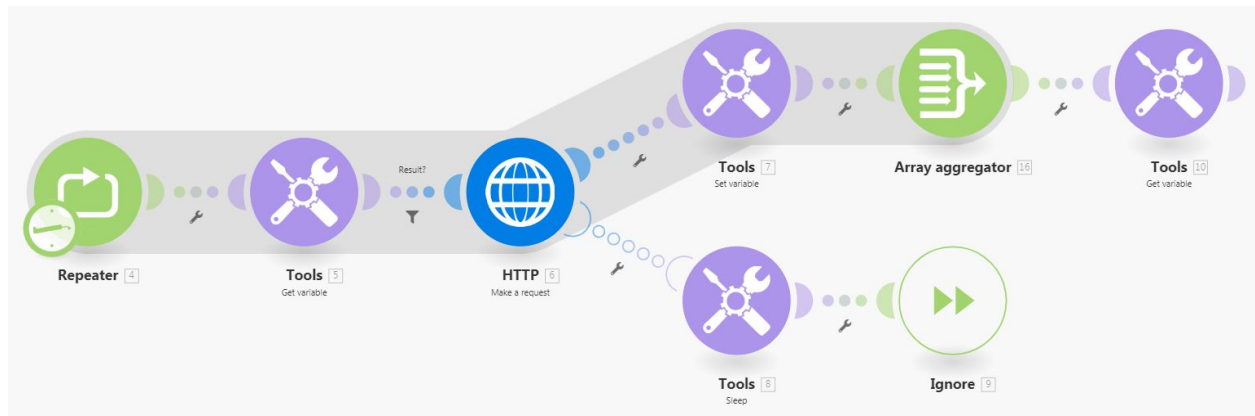 Result?
Repeater 4
Tools 5
Get variable
HTTP 6
Make a request
Tools 7
Set variable
Array aggregator 16
Tools 10
Get variable
Tools 8
Sleep
Ignore 9